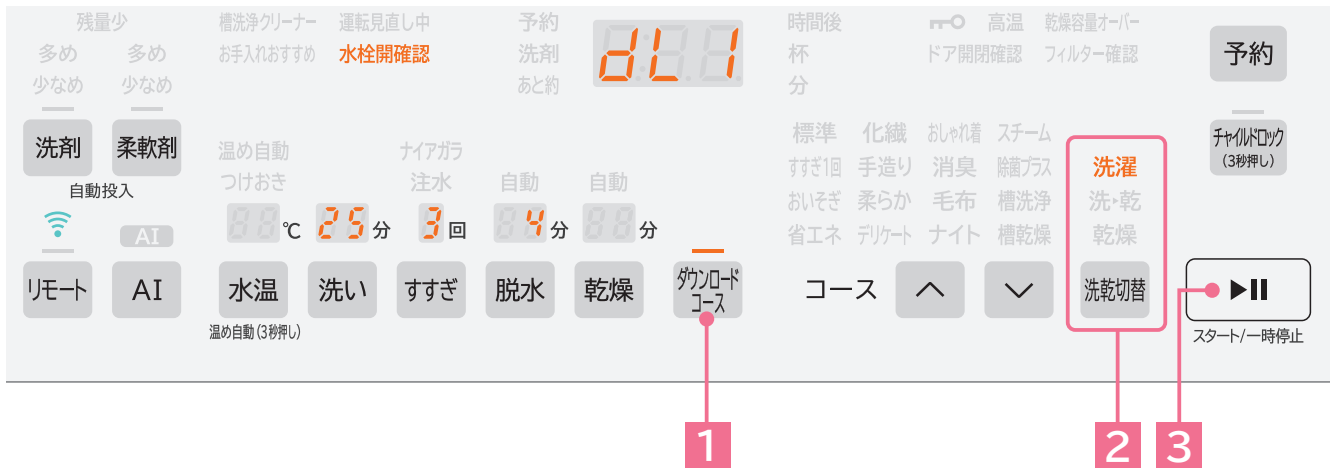 残量少
多め 多め
少なめ 少なめ
洗剤 柔軟剤
自動投入
槽洗浄クリーナー 運転見直し中
お手入れおすすめ 水栓開確認
予約
洗剤
あと約
dL 1
時間後
杯
分
高温 乾燥容量オーバー
ドア開閉確認 フィルター確認
予約
チャイルドロック
(3秒押し)
温め自動
つけおき
ナイアガラ
注水
自動
自動
℃ 25分 3回 4分 分
標準 化繊 おしゃれ着 スチーム
すすぎ1回 手造り 消臭 除菌プラス
おいそぎ 柔らか 毛布 槽洗浄
省エネ デリケート ナイト 槽乾燥
洗濯
洗▸乾
乾燥
AI
リモート
AI
水温
温め自動(3秒押し)
洗い
すすぎ
脱水
乾燥
ダウンロード
コース
コース
洗乾切替
スタート/一時停止
1
2
3